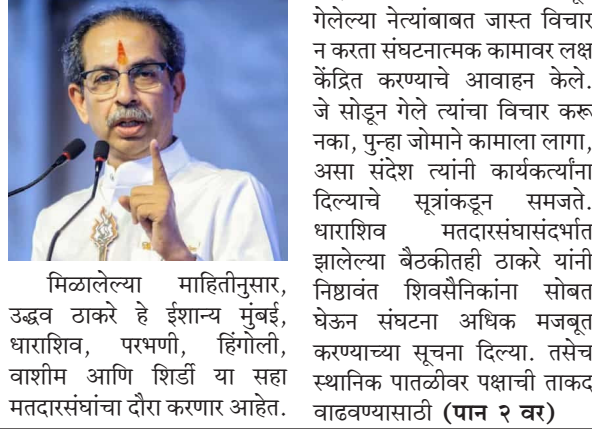 मिळालेल्या माहितीनुसार,
उद्धव ठाकरे हे ईशान्य मुंबई,
धाराशिव, परभणी, हिंगोली,
वाशीम आणि शिर्डी या सहा
मतदारसंघांचा दौरा करणार आहेत.
गेलेल्या नेत्यांबाबत जास्त विचार
न करता संघटनात्मक कामावर लक्ष
केंद्रित करण्याचे आवाहन केले.
जे सोडून गेले त्यांचा विचार करू
नका, पुन्हा जोमाने कामाला लागा,
असा संदेश त्यांनी कार्यकर्त्यांना
दिल्याचे सूत्रांकडून समजते.
धाराशिव मतदारसंघासंदर्भात
झालेल्या बैठकीतही ठाकरे यांनी
निष्ठावंत शिवसैनिकांना सोबत
घेऊन संघटना अधिक मजबूत
करण्याच्या सूचना दिल्या. तसेच
स्थानिक पातळीवर पक्षाची ताकद
वाढवण्यासाठी (पान २ वर)